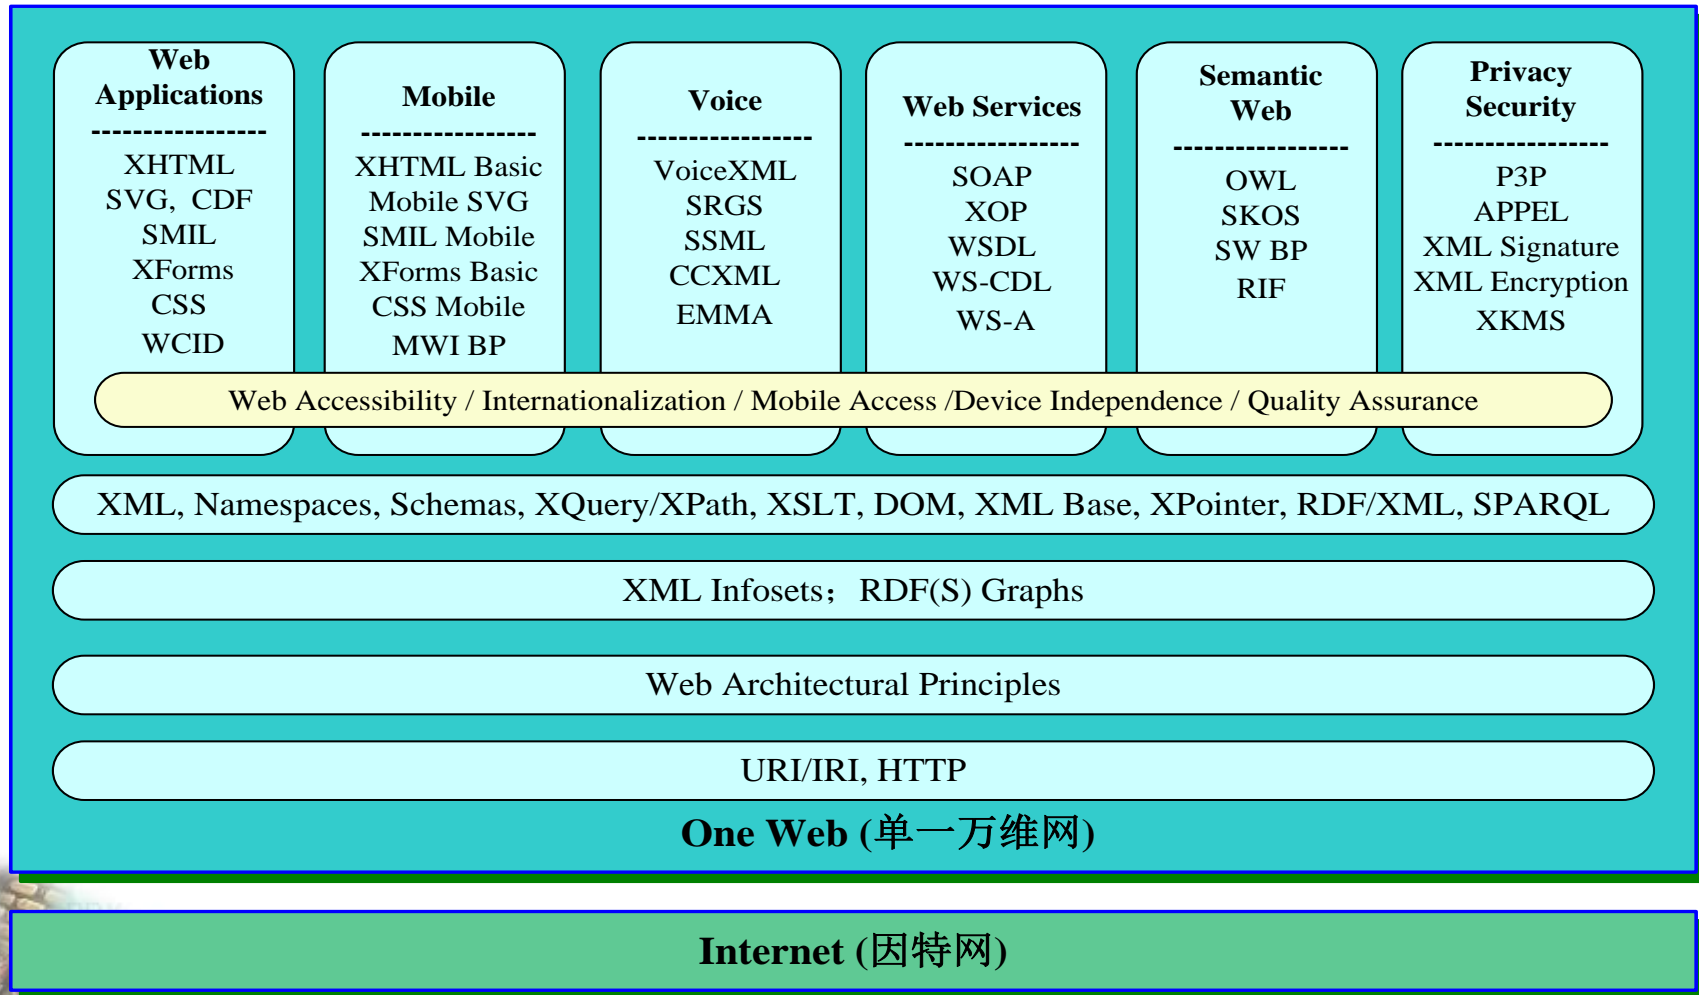 Web
Applications
-----------------
XHTML
SVG, CDF
SMIL
XForms
CSS
WCID
Mobile
-----------------
XHTML Basic
Mobile SVG
SMIL Mobile
XForms Basic
CSS Mobile
MWI BP
Voice
-----------------
VoiceXML
SRGS
SSML
CCXML
EMMA
Web Services
-----------------
SOAP
XOP
WSDL
WS-CDL
WS-A
Semantic
Web
-----------------
OWL
SKOS
SW BP
RIF
Privacy
Security
-----------------
P3P
APPEL
XML Signature
XML Encryption
XKMS
Web Accessibility / Internationalization / Mobile Access /Device Independence / Quality Assurance
XML, Namespaces, Schemas, XQuery/XPath, XSLT, DOM, XML Base, XPointer, RDF/XML, SPARQL
XML Infosets；RDF(S) Graphs
Web Architectural Principles
URI/IRI, HTTP
One Web (单一万维网)
Internet (因特网)